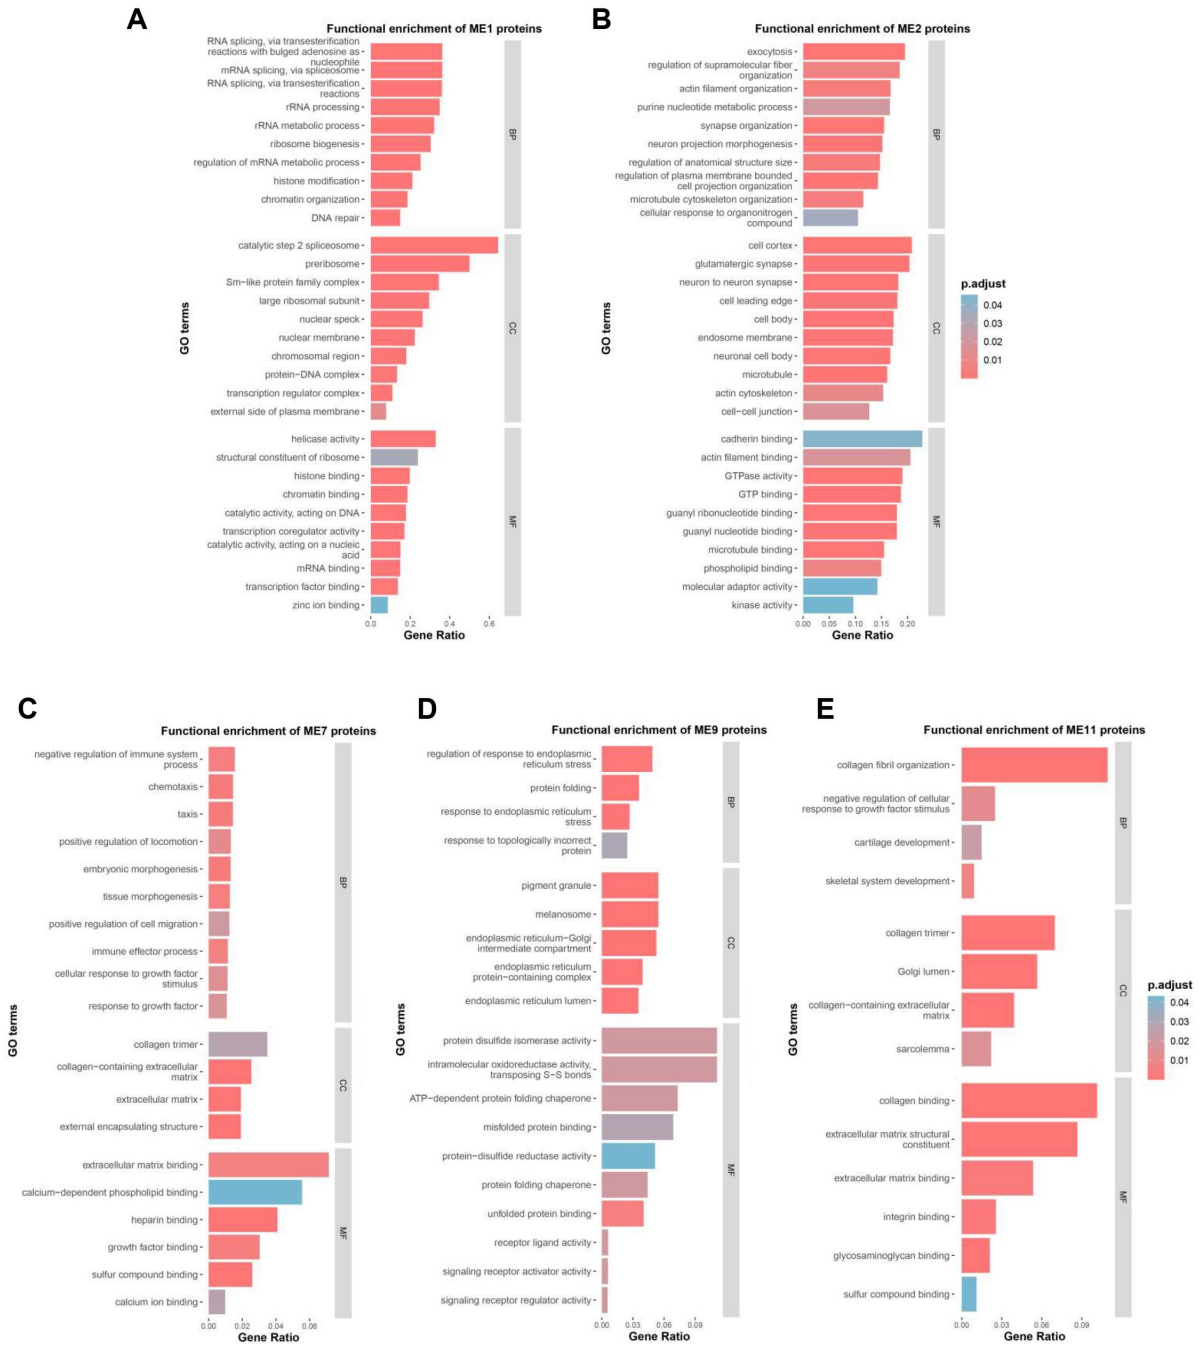 A
Functional enrichment of ME1 proteins
RNA splicing, via transesterification
reactions with bulged adenosine as
nucleophile
mRNA splicing, via spliceosome
RNA splicing, via transesterification
reactions
rRNA processing
rRNA metabolic process
ribosome biogenesis
regulation of mRNA metabolic process
histone modification
chromatin organization
DNA repair
BP
catalytic step 2 spliceosome
preribosome
Sm−like protein family complex
large ribosomal subunit
nuclear speck
nuclear membrane
chromosomal region
protein−DNA complex
transcription regulator complex
external side of plasma membrane
CC
helicase activity
structural constituent of ribosome
histone binding
chromatin binding
catalytic activity, acting on DNA
transcription coregulator activity
catalytic activity, acting on a nucleic
acid
mRNA binding
transcription factor binding
zinc ion binding
MF
GO terms
0.0 0.2 0.4 0.6
Gene Ratio
B
Functional enrichment of ME2 proteins
exocytosis
regulation of supramolecular fiber
organization
actin filament organization
purine nucleotide metabolic process
synapse organization
neuron projection morphogenesis
regulation of anatomical structure size
regulation of plasma membrane bounded
cell projection organization
microtubule cytoskeleton organization
cellular response to organonitrogen
compound
BP
cell cortex
glutamatergic synapse
neuron to neuron synapse
cell leading edge
cell body
endosome membrane
neuronal cell body
microtubule
actin cytoskeleton
cell−cell junction
CC
cadherin binding
actin filament binding
GTPase activity
GTP binding
guanyl ribonucleotide binding
guanyl nucleotide binding
microtubule binding
phospholipid binding
molecular adaptor activity
kinase activity
MF
GO terms
0.00 0.05 0.10 0.15 0.20
Gene Ratio
p.adjust
0.04
0.03
0.02
0.01
C
Functional enrichment of ME7 proteins
negative regulation of immune system
process
chemotaxis
taxis
positive regulation of locomotion
embryonic morphogenesis
tissue morphogenesis
positive regulation of cell migration
immune effector process
cellular response to growth factor
stimulus
response to growth factor
BP
collagen trimer
collagen−containing extracellular
matrix
extracellular matrix
external encapsulating structure
CC
extracellular matrix binding
calcium−dependent phospholipid binding
heparin binding
growth factor binding
sulfur compound binding
calcium ion binding
MF
GO terms
0.00 0.02 0.04 0.06
Gene Ratio
D
Functional enrichment of ME9 proteins
regulation of response to endoplasmic
reticulum stress
protein folding
response to endoplasmic reticulum
stress
response to topologically incorrect
protein
BP
pigment granule
melanosome
endoplasmic reticulum−Golgi
intermediate compartment
endoplasmic reticulum
protein−containing complex
endoplasmic reticulum lumen
CC
protein disulfide isomerase activity
intramolecular oxidoreductase activity,
transposing S−S bonds
ATP−dependent protein folding chaperone
misfolded protein binding
protein−disulfide reductase activity
protein folding chaperone
unfolded protein binding
receptor ligand activity
signaling receptor activator activity
signaling receptor regulator activity
MF
GO terms
0.00 0.03 0.06 0.09
Gene Ratio
E
Functional enrichment of ME11 proteins
collagen fibril organization
negative regulation of cellular
response to growth factor stimulus
cartilage development
skeletal system development
BP
collagen trimer
Golgi lumen
collagen−containing extracellular
matrix
sarcolemma
CC
collagen binding
extracellular matrix structural
constituent
extracellular matrix binding
integrin binding
glycosaminoglycan binding
sulfur compound binding
MF
GO terms
0.00 0.03 0.06 0.09
Gene Ratio
p.adjust
0.04
0.03
0.02
0.01